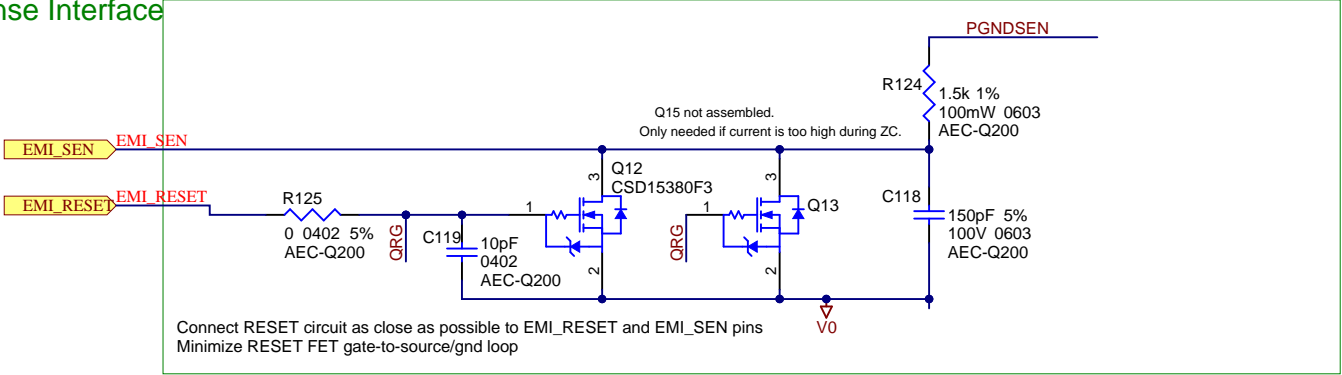 nse Interface
PGNDSEN
R124
1.5k 1%
100mW 0603
AEC-Q200
Q15 not assembled.
Only needed if current is too high during ZC.
EMI_SEN
EMI_SEN
Q12
CSD15380F3
3
1
2
3
1
2
Q13
EMI_RESET
EMI_RESET
R125
0 0402 5%
AEC-Q200
QRG
C119
10pF
0402
AEC-Q200
QRG
C118
150pF 5%
100V 0603
AEC-Q200
V0
Connect RESET circuit as close as possible to EMI_RESET and EMI_SEN pins
Minimize RESET FET gate-to-source/gnd loop